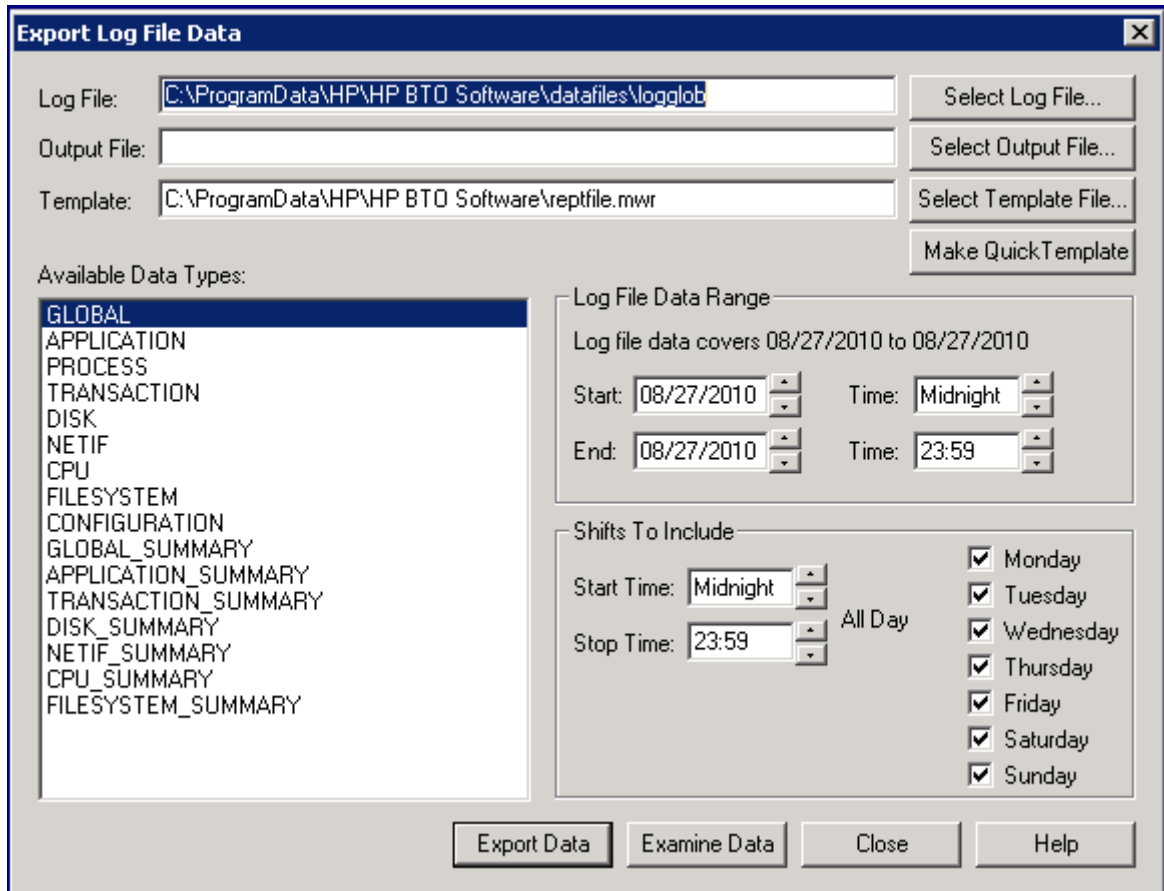 Export Log File Data
Log File: C:\ProgramData\HP\HP BTO Software\datafiles\logglob Select Log File...
Output File: Select Output File...
Template: C:\ProgramData\HP\HP BTO Software\reptfile.mwr Select Template File...
Make QuickTemplate
Available Data Types:
GLOBAL
APPLICATION
PROCESS
TRANSACTION
DISK
NETIF
CPU
FILESYSTEM
CONFIGURATION
GLOBAL_SUMMARY
APPLICATION_SUMMARY
TRANSACTION_SUMMARY
DISK_SUMMARY
NETIF_SUMMARY
CPU_SUMMARY
FILESYSTEM_SUMMARY
Log File Data Range
Log file data covers 08/27/2010 to 08/27/2010
Start: 08/27/2010 Time: Midnight
End: 08/27/2010 Time: 23:59
Shifts To Include
Start Time: Midnight
Stop Time: 23:59
All Day
Monday
Tuesday
Wednesday
Thursday
Friday
Saturday
Sunday
Export Data Examine Data Close Help